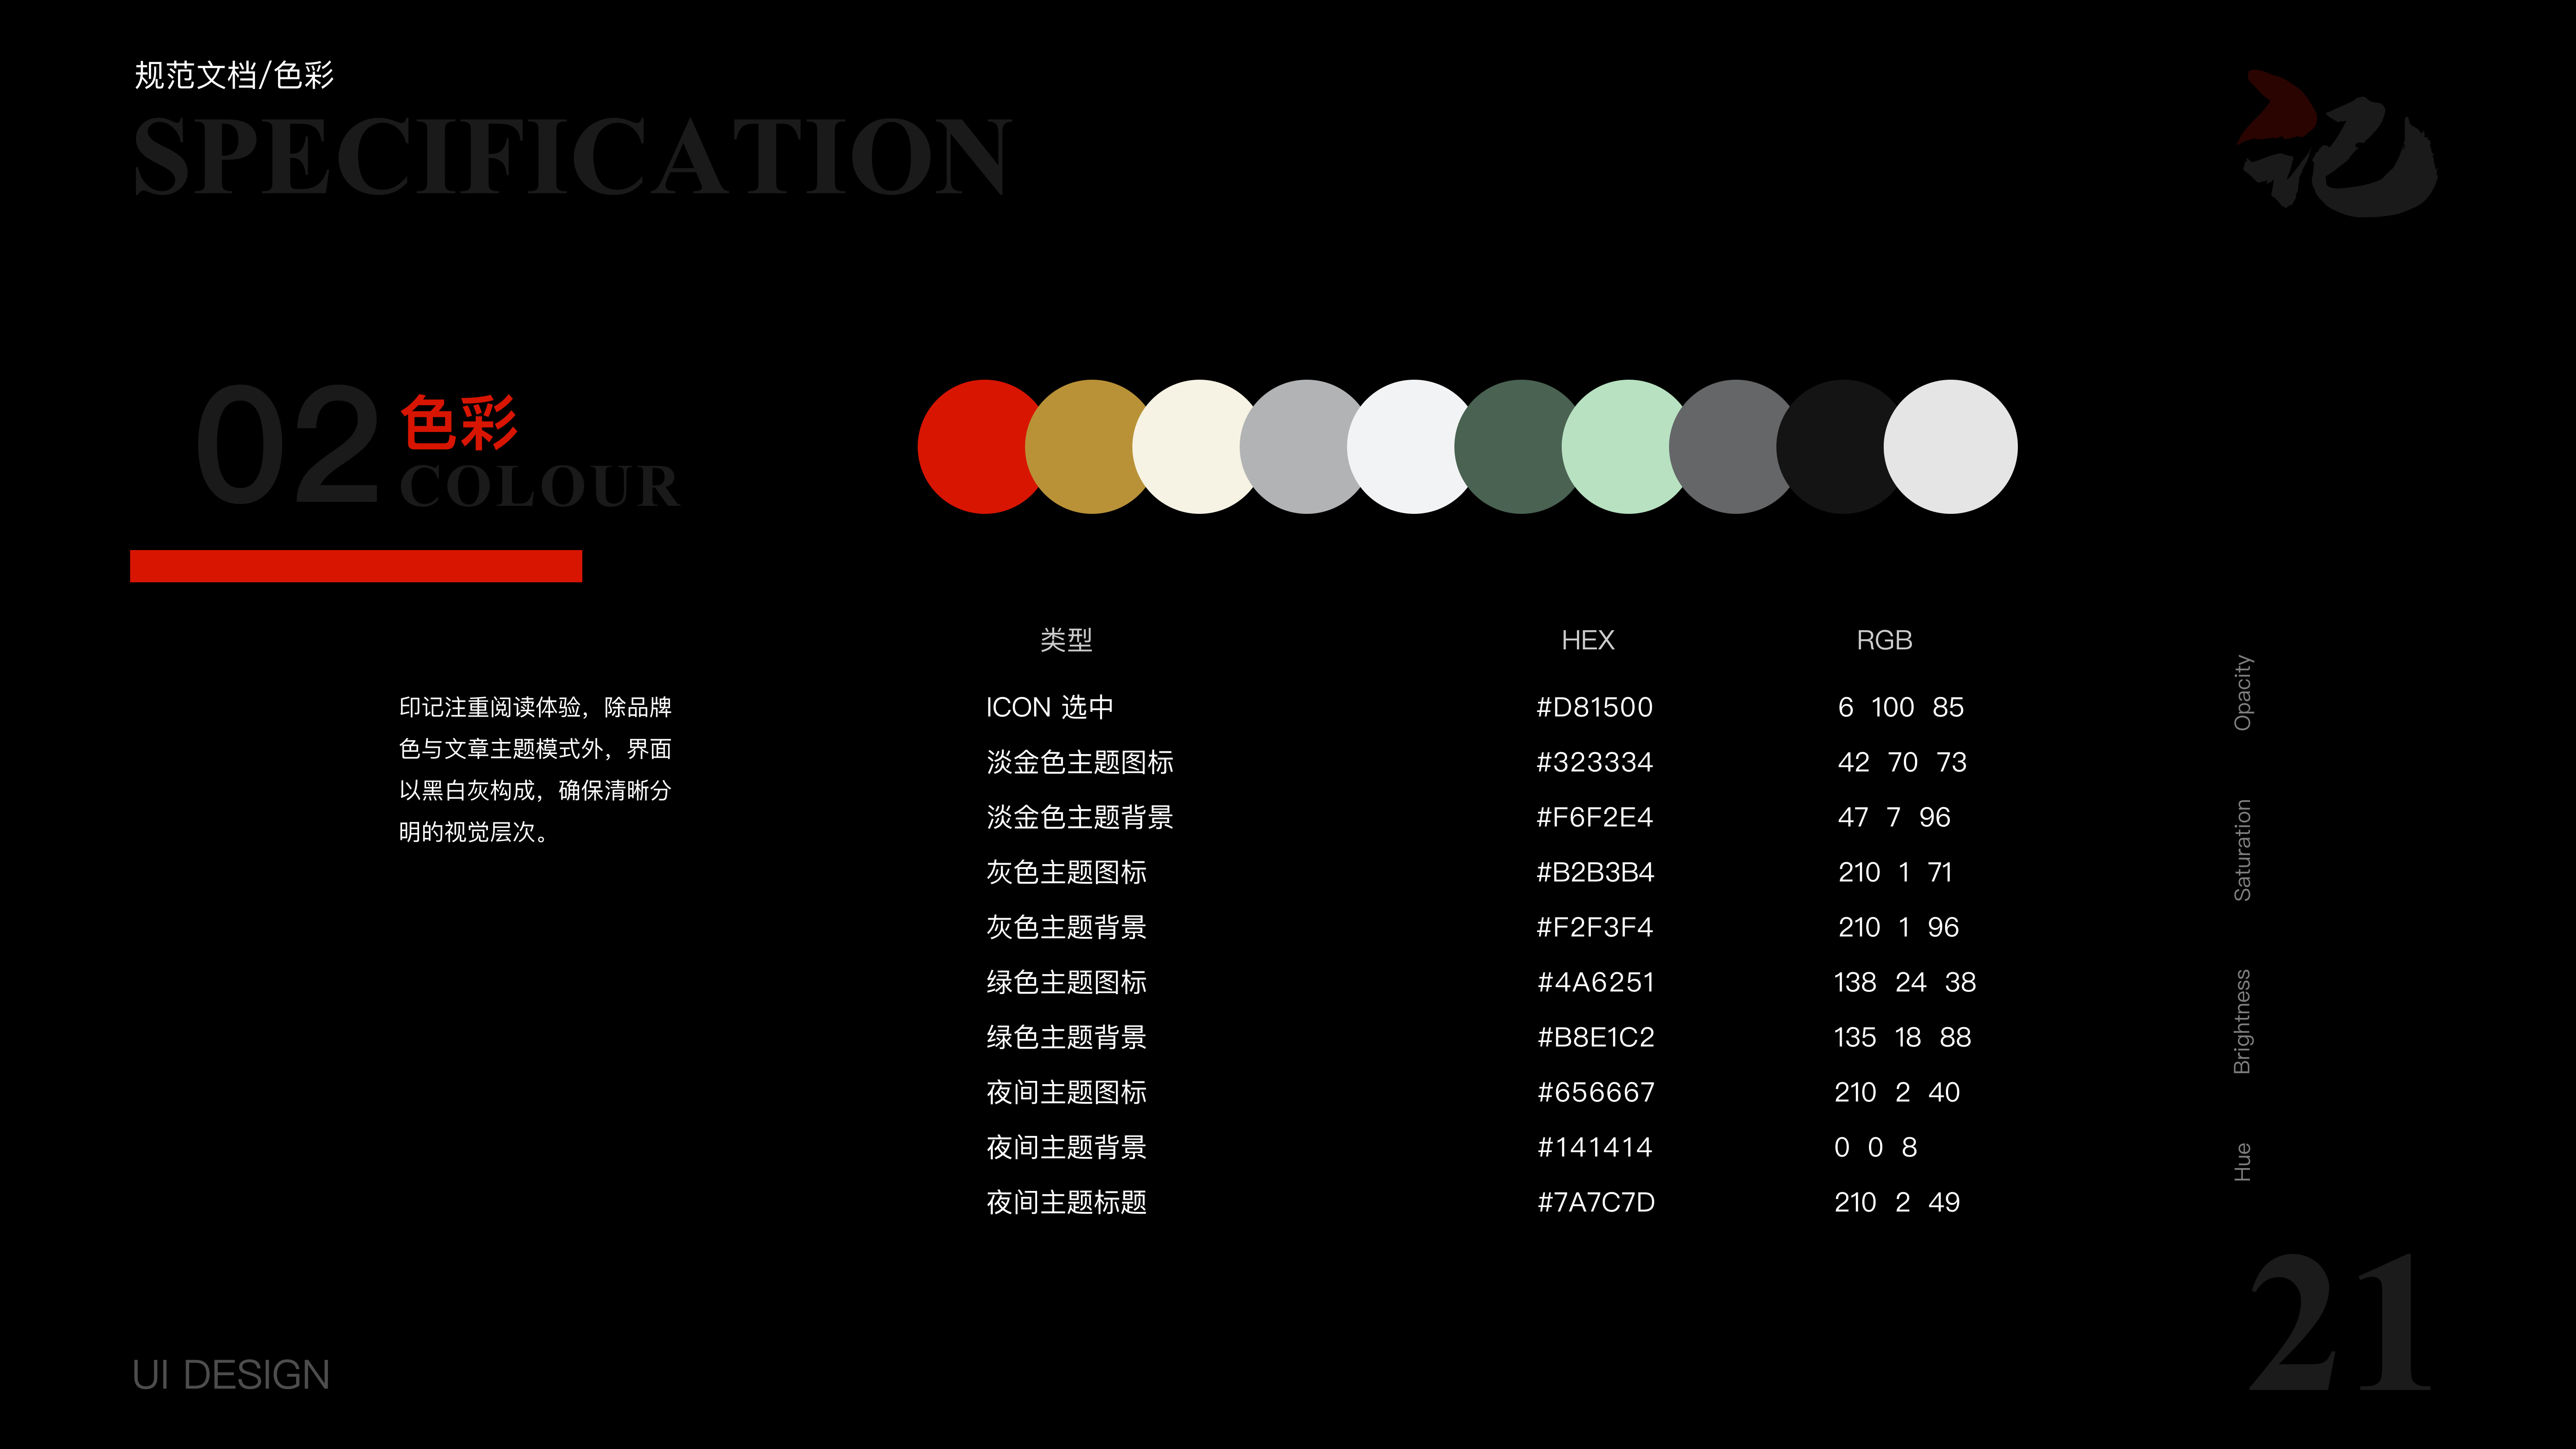 规范文档/色彩
SPECIFICATION
记
02
色彩
COLOUR
印记注重阅读体验，除品牌
色与文章主题模式外，界面
以黑白灰构成，确保清晰分
明的视觉层次。
类型 HEX RGB
ICON 选中 #D81500 6 100 85
淡金色主题图标 #323334 42 70 73
淡金色主题背景 #F6F2E4 47 7 96
灰色主题图标 #B2B3B4 210 1 71
灰色主题背景 #F2F3F4 210 1 96
绿色主题图标 #4A6251 138 24 38
绿色主题背景 #B8E1C2 135 18 88
夜间主题图标 #656667 210 2 40
夜间主题背景 #141414 0 0 8
夜间主题标题 #7A7C7D 210 2 49
Opacity
Saturation
Brightness
Hue
UI DESIGN
21